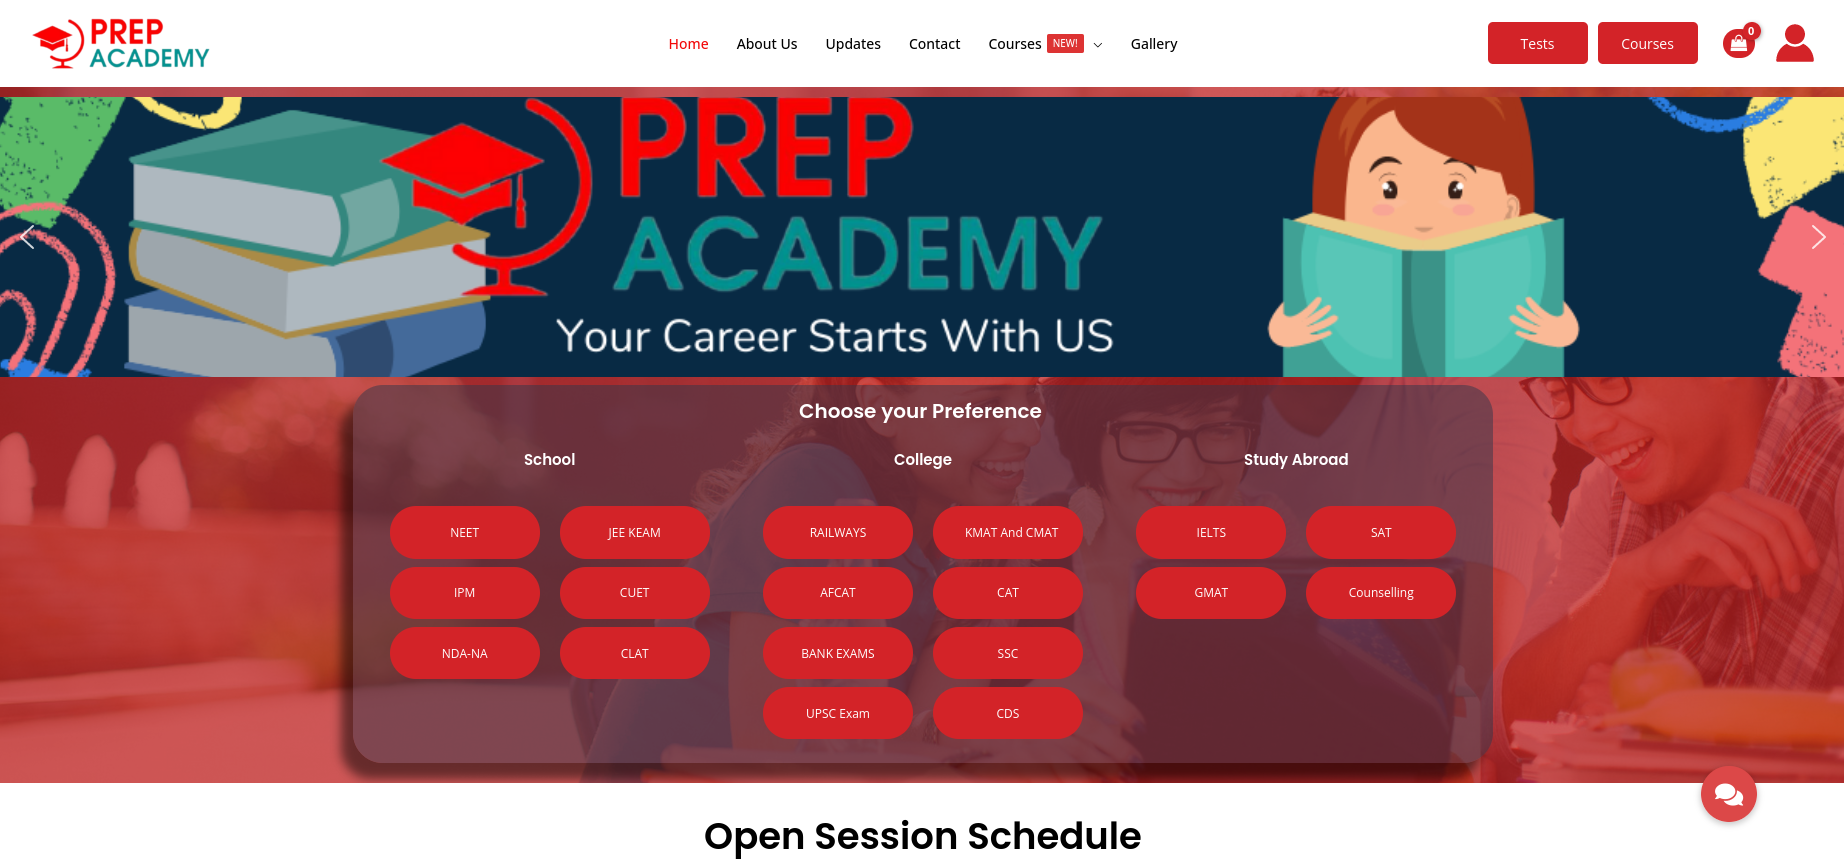 PREP
ACADEMY
Home About Us Updates Contact Courses NEW! Gallery
Tests Courses 0
PREP
ACADEMY
Your Career Starts With US
Choose your Preference
School College Study Abroad
NEET JEE KEAM RAILWAYS KMAT And CMAT IELTS SAT
IPM CUET AFCAT CAT GMAT Counselling
NDA-NA CLAT BANK EXAMS SSC
UPSC Exam CDS
Open Session Schedule